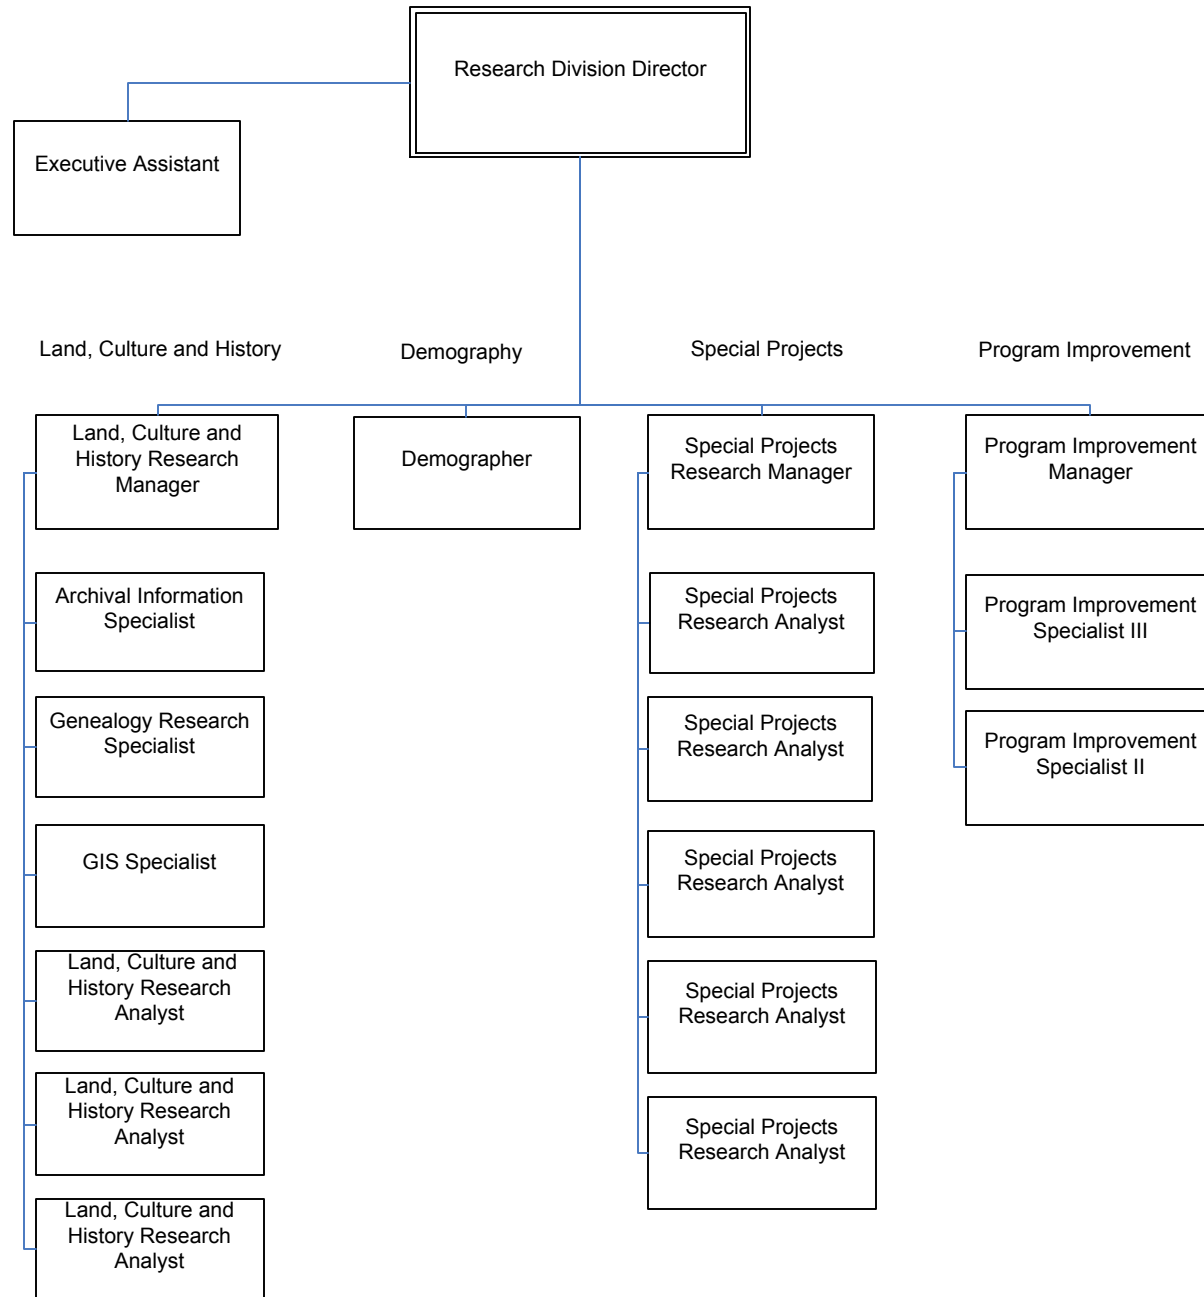 Research Division Director
Executive Assistant
Land, Culture and History
Demography
Special Projects
Program Improvement
Land, Culture and
History Research
Manager
Demographer
Special Projects
Research Manager
Program Improvement
Manager
Archival Information
Specialist
Special Projects
Research Analyst
Program Improvement
Specialist III
Genealogy Research
Specialist
Special Projects
Research Analyst
Program Improvement
Specialist II
GIS Specialist
Special Projects
Research Analyst
Land, Culture and
History Research
Analyst
Special Projects
Research Analyst
Land, Culture and
History Research
Analyst
Special Projects
Research Analyst
Land, Culture and
History Research
Analyst